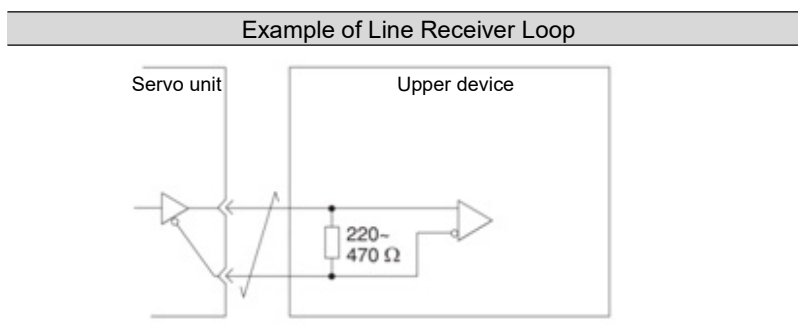 Example of Line Receiver Loop
Servo unit
Upper device
220~
470 Ω